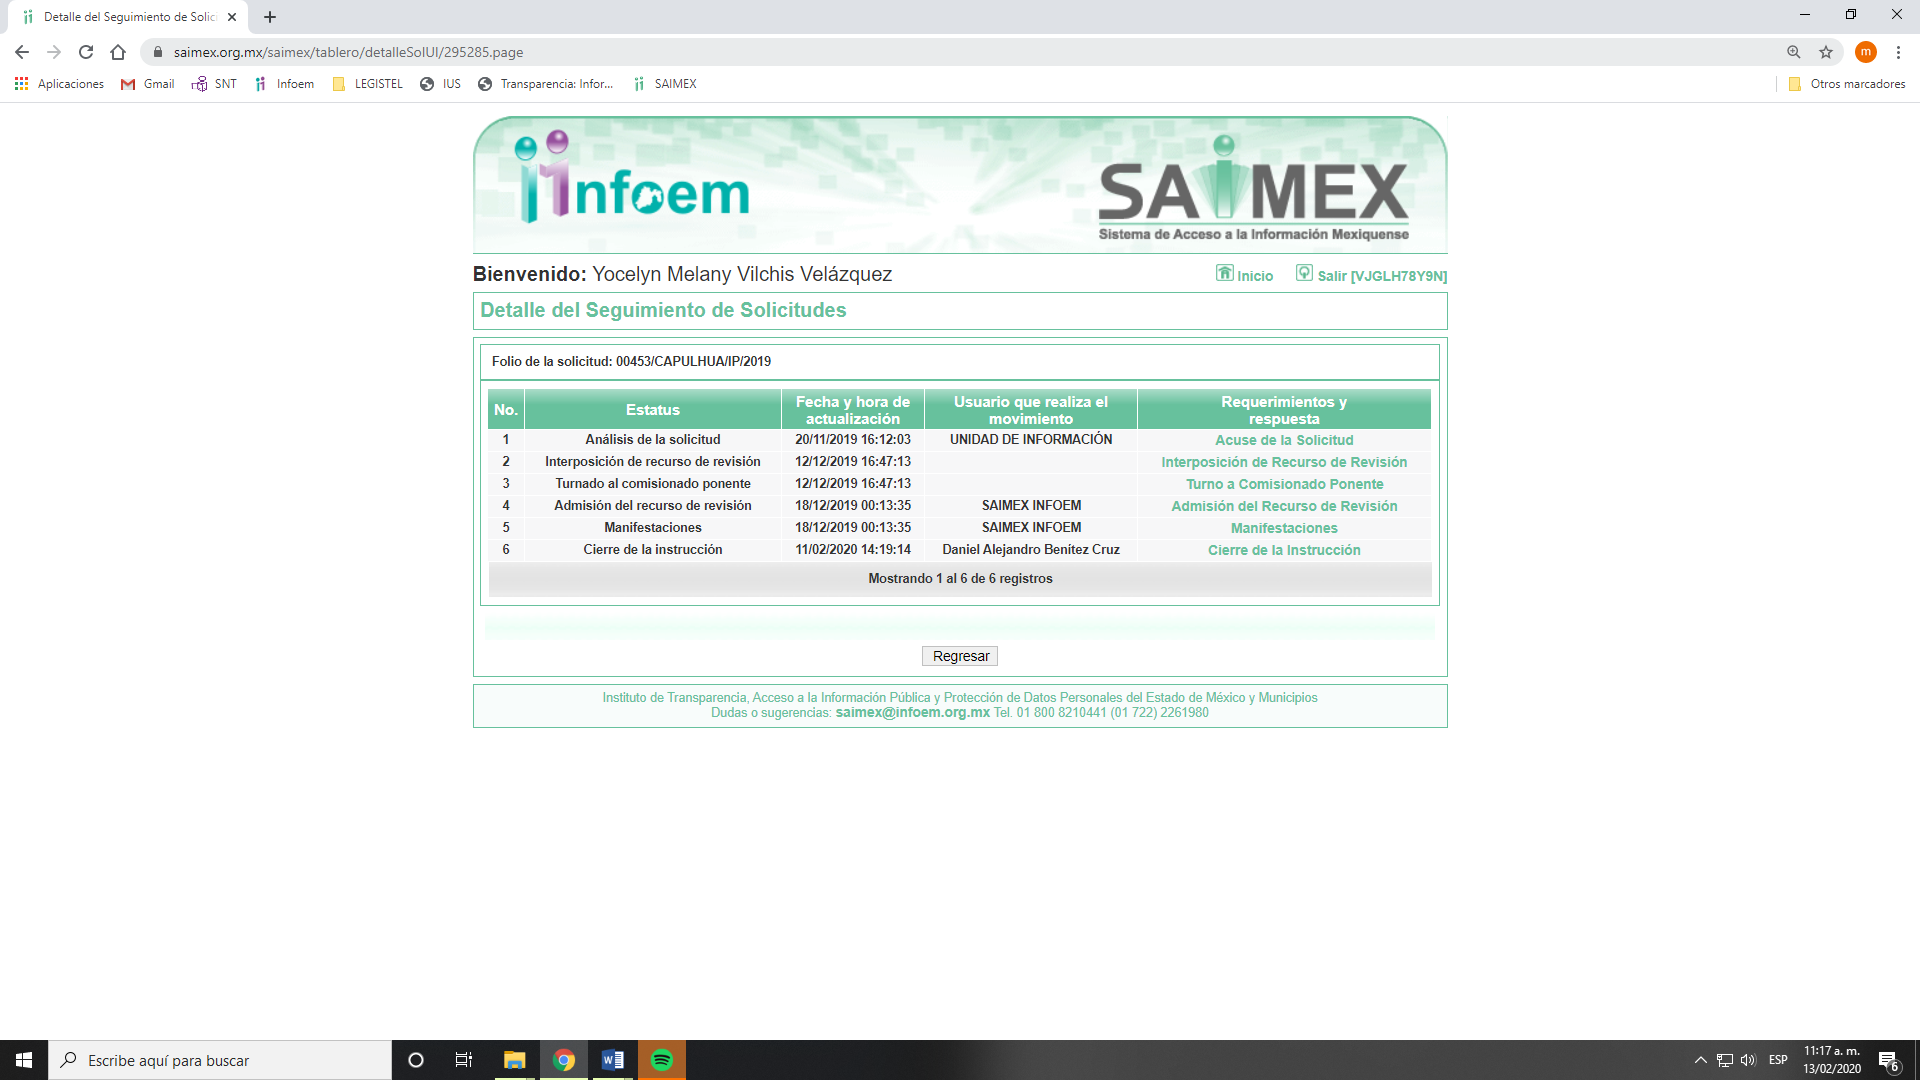 Detalle del Seguimiento de Solici
saimex.org.mx/saimex/tablero/detalleSolUI/295285.page
m
Aplicaciones Gmail SNT Infoem LEGISTEL IUS Transparencia: Infor... SAIMEX Otros marcadores
infoem
SAIMEX
Sistema de Acceso a la Información Mexiquense
Bienvenido: Yocelyn Melany Vilchis Velázquez Inicio Salir [VJGLH78Y9N]
Detalle del Seguimiento de Solicitudes
Folio de la solicitud: 00453/CAPULHUA/IP/2019
No. Estatus Fecha y hora de actualización Usuario que realiza el movimiento Requerimientos y respuesta
1 Análisis de la solicitud 20/11/2019 16:12:03 UNIDAD DE INFORMACIÓN Acuse de la Solicitud
2 Interposición de recurso de revisión 12/12/2019 16:47:13 Interposición de Recurso de Revisión
3 Turnado al comisionado ponente 12/12/2019 16:47:13 Turno a Comisionado Ponente
4 Admisión del recurso de revisión 18/12/2019 00:13:35 SAIMEX INFOEM Admisión del Recurso de Revisión
5 Manifestaciones 18/12/2019 00:13:35 SAIMEX INFOEM Manifestaciones
6 Cierre de la instrucción 11/02/2020 14:19:14 Daniel Alejandro Benítez Cruz Cierre de la Instrucción
Mostrando 1 al 6 de 6 registros
Regresar
Instituto de Transparencia, Acceso a la Información Pública y Protección de Datos Personales del Estado de México y Municipios
Dudas o sugerencias: saimex@infoem.org.mx Tel. 01 800 8210441 (01 722) 2261980
Escribe aquí para buscar
ESP
11:17 a. m.
13/02/2020
6